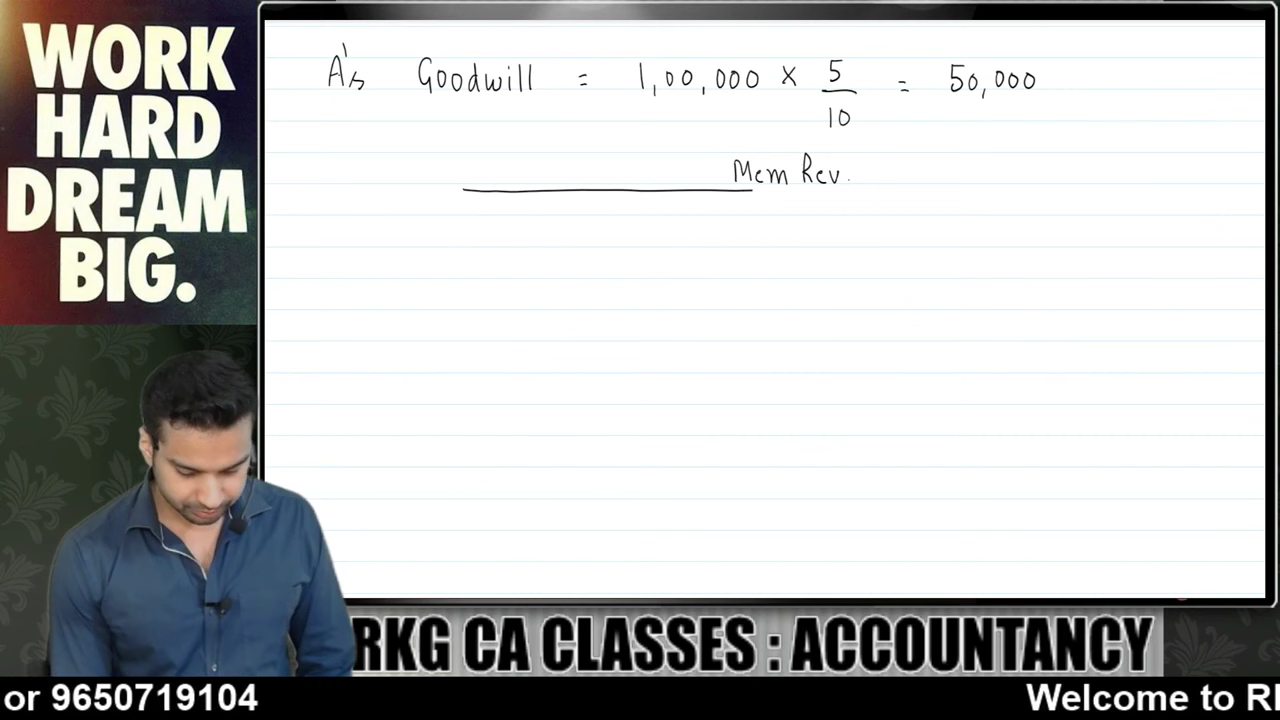 WORK
HARD
DREAM
BIG.
A's Goodwill = 1,00,000 × 5/10 = 50,000
Mem Rev.
RKG CA CLASSES : ACCOUNTANCY
or 9650719104
Welcome to RI